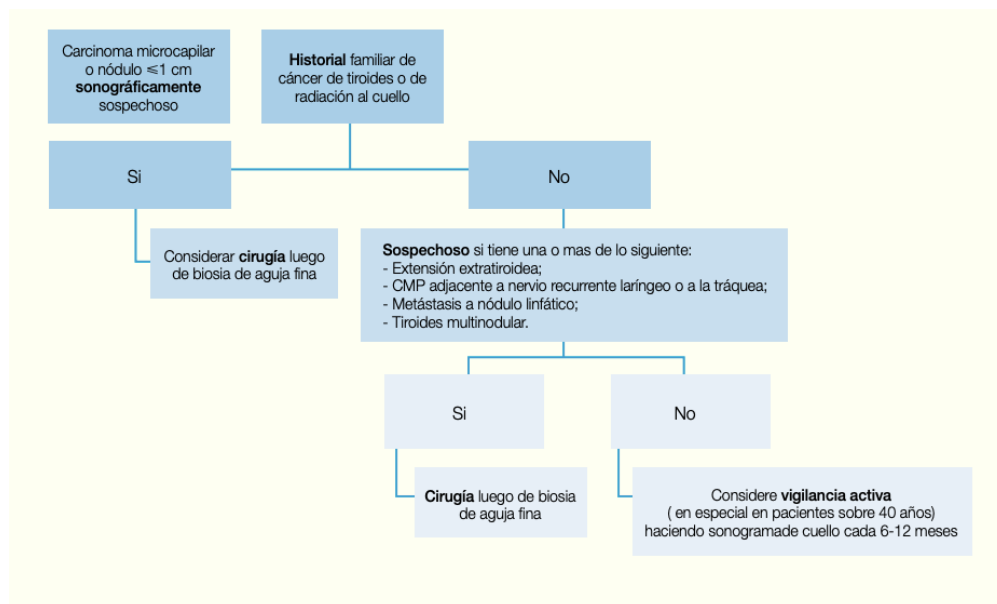 Carcinoma microcapilar
o nódulo ⩽1 cm
sonográficamente
sospechoso
Historial familiar de
cáncer de tiroides o de
radiación al cuello
Si
No
Considerar cirugía luego
de biosia de aguja fina
Sospechoso si tiene una o mas de lo siguiente:
- Extensión extratiroidea;
- CMP adjacente a nervio recurrente laríngeo o a la tráquea;
- Metástasis a nódulo linfático;
- Tiroides multinodular.
Si
No
Cirugía luego de biosia
de aguja fina
Considere vigilancia activa
( en especial en pacientes sobre 40 años)
haciendo sonogramade cuello cada 6-12 meses